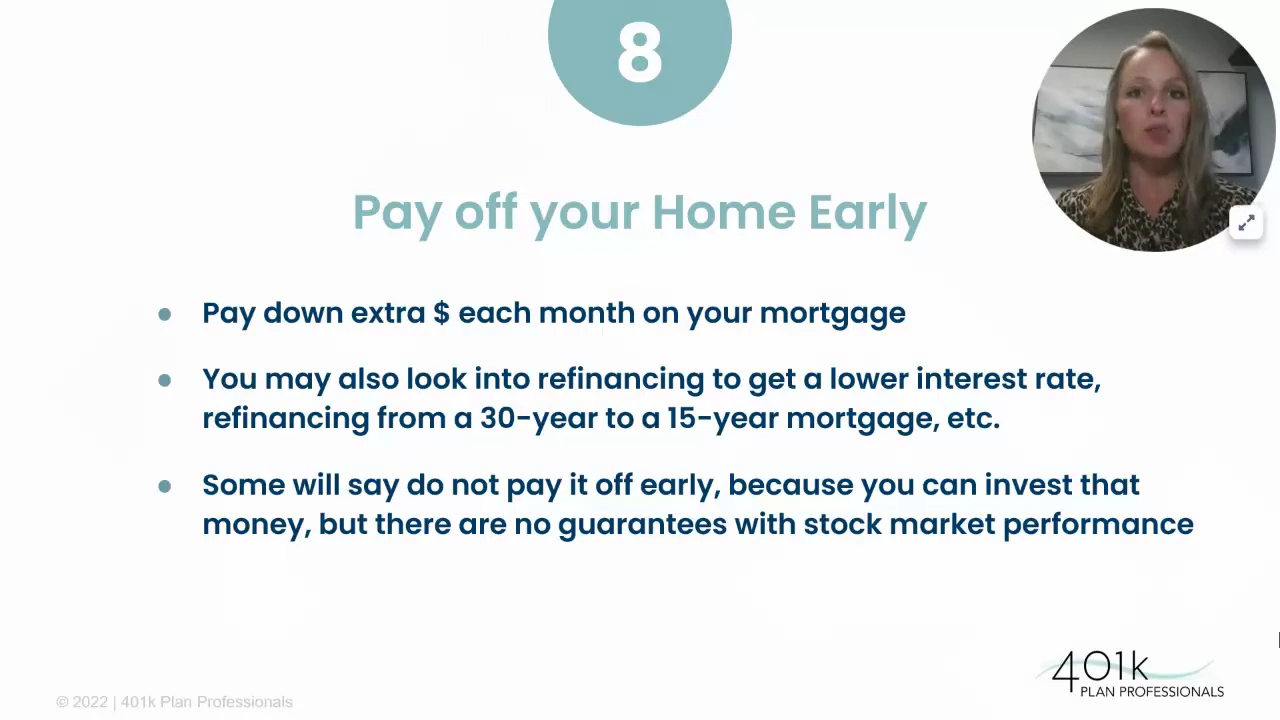 8
Pay off your Home Early
● Pay down extra $ each month on your mortgage
● You may also look into refinancing to get a lower interest rate,
refinancing from a 30-year to a 15-year mortgage, etc.
● Some will say do not pay it off early, because you can invest that
money, but there are no guarantees with stock market performance
401k
PLAN PROFESSIONALS
© 2022 | 401k Plan Professionals